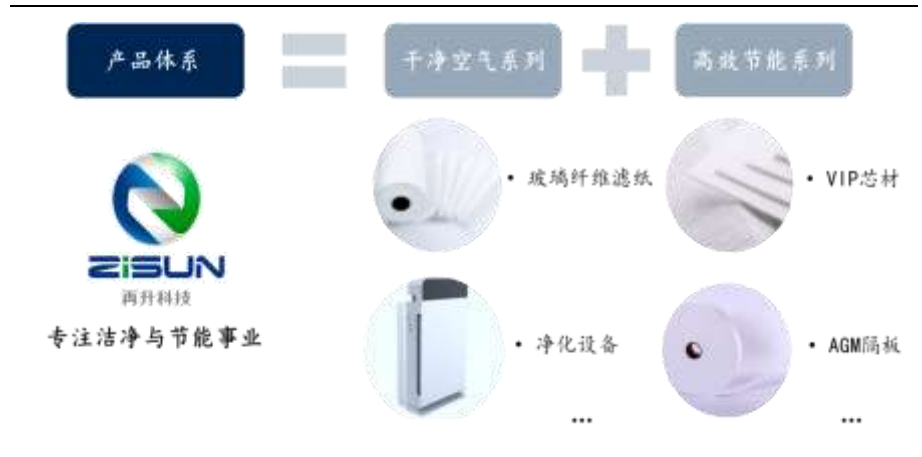 产品体系
干净空气系列
高效节能系列
• 玻璃纤维滤纸
• VIP芯材
ZiSUN
再升科技
专注洁净与节能事业
• 净化设备
• AGM隔板
...
...